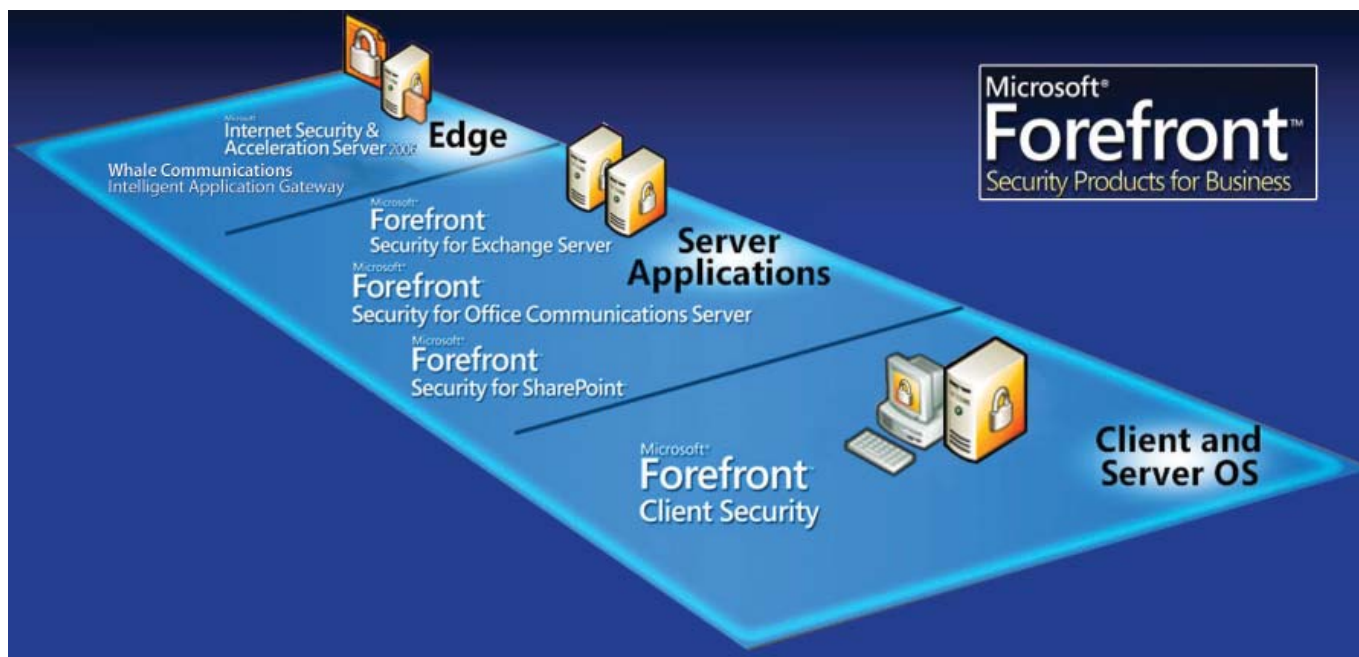 Microsoft®
Forefront™
Security Products for Business
Edge
Microsoft
Internet Security &
Acceleration Server 2006
Whale Communications
Intelligent Application Gateway
Server
Applications
Microsoft®
Forefront
Security for Exchange Server
Microsoft®
Forefront
Security for Office Communications Server
Microsoft®
Forefront
Security for SharePoint
Client and
Server OS
Microsoft®
Forefront
Client Security